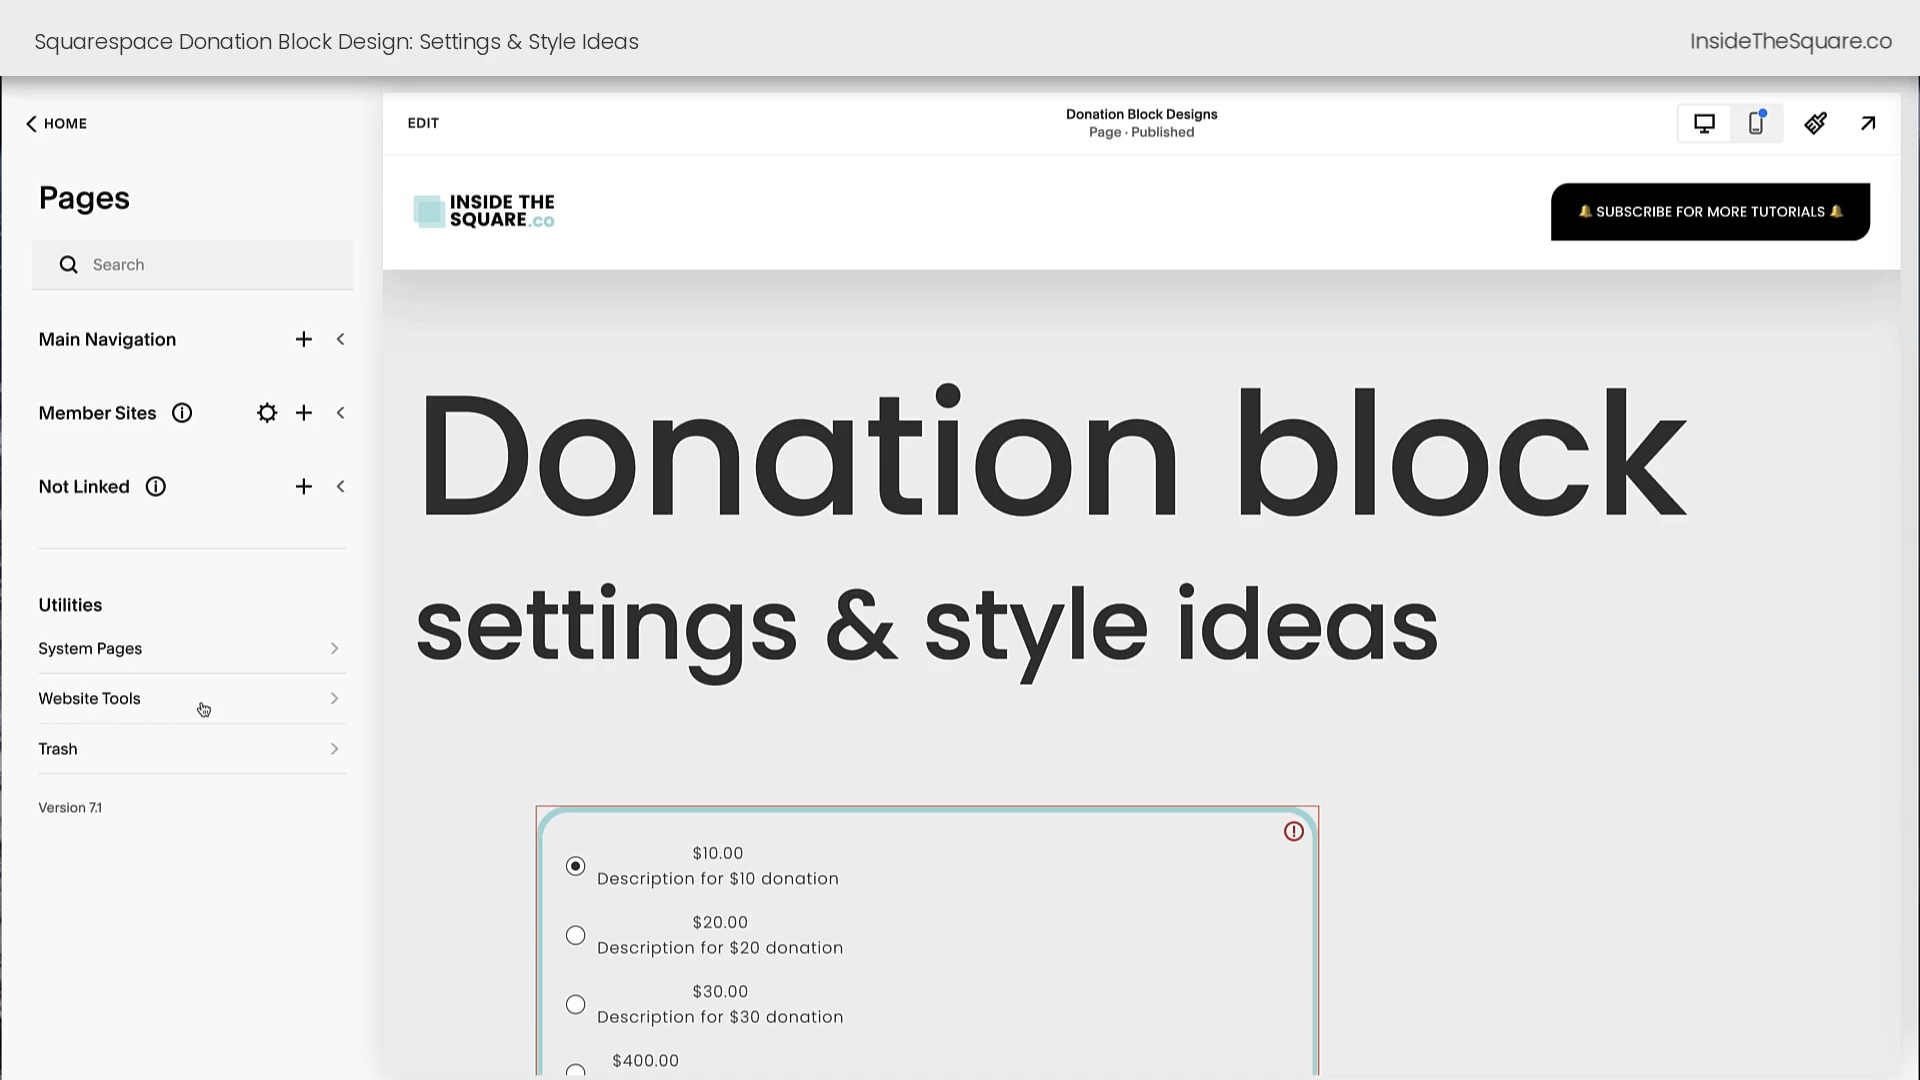 Squarespace Donation Block Design: Settings & Style Ideas
InsideTheSquare.co
HOME
EDIT
Donation Block Designs
Page · Published
Pages
INSIDE THE
SQUARE.co
🔔 SUBSCRIBE FOR MORE TUTORIALS 🔔
Search
Main Navigation
Member Sites
Not Linked
Utilities
System Pages
Website Tools
Trash
Version 7.1
Donation block
settings & style ideas
$10.00
Description for $10 donation
$20.00
Description for $20 donation
$30.00
Description for $30 donation
$400.00